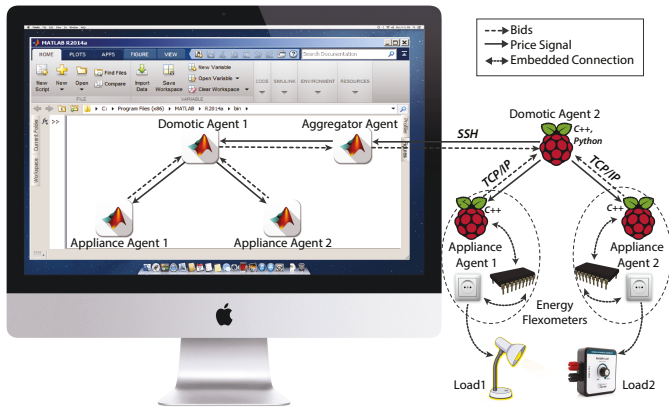 MATLAB R2014a
HOME PLOTS APPS FIGURE VIEW Search Documentation
New Script
New
Open
Find Files
Compare
Import Data
Save Workspace
New Variable
Open Variable
Clear Workspace
CODE SIMULINK ENVIRONMENT RESOURCES
FILE VARIABLE
C: Program Files (x86) MATLAB R2014a bin
Current Folder
Workspace
fx >>
Domotic Agent 1
Aggregator Agent
Appliance Agent 1
Appliance Agent 2
Bids
Price Signal
Embedded Connection
Domotic Agent 2
SSH
C++,
Python
TCP/IP
TCP/IP
C++
C++
Appliance
Agent 1
Appliance
Agent 2
Energy
Flexometers
Load1
Load2